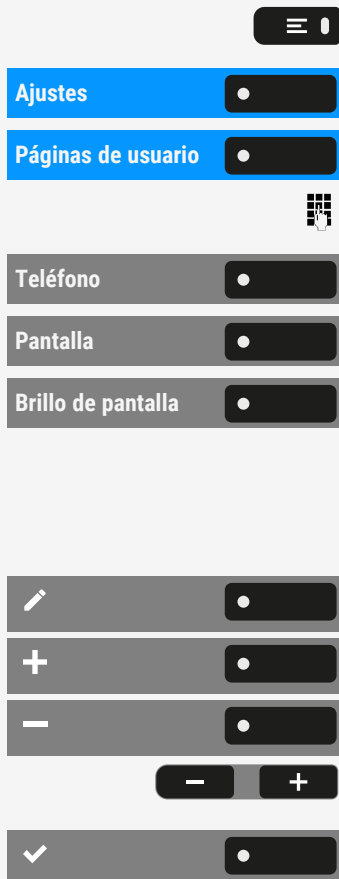 Ajustes
Páginas de usuario
Teléfono
Pantalla
Brillo de pantalla